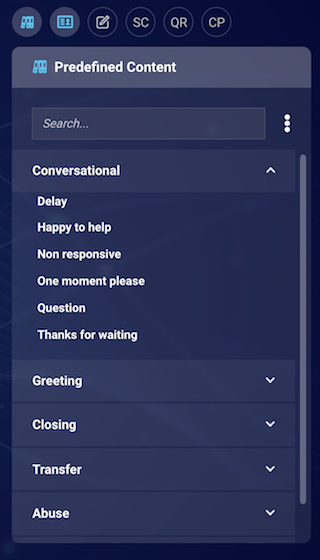 SC QR CP
Predefined Content
Search...
Conversational
Delay
Happy to help
Non responsive
One moment please
Question
Thanks for waiting
Greeting
Closing
Transfer
Abuse